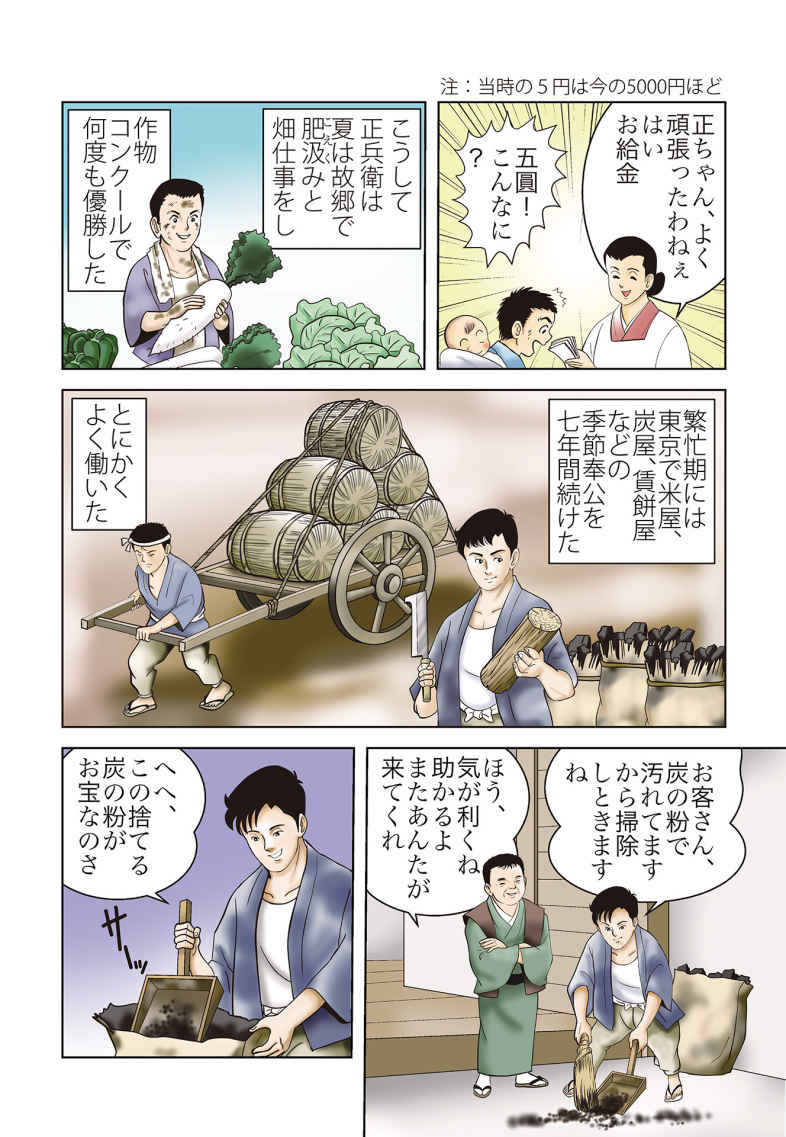 注：当時の５円は今の5000円ほど
正ちゃん、よく
頑張ったわねぇ
はい
お給金
五圓！
こんなに
？
こうして
正兵衛は
夏は故郷で
肥汲みと
こえく
畑仕事をし
作物
コンクールで
何度も優勝した
繁忙期には
東京で米屋、
炭屋、賃餅屋
などの
季節奉公を
七年間続けた
とにかく
よく働いた
お客さん、
炭の粉で
汚れてます
から掃除
しときます
ね
ほう、
気が利くね
助かるよ
またあんたが
来てくれ
へへ、
この捨てる
炭の粉が
お宝なのさ
サーッ